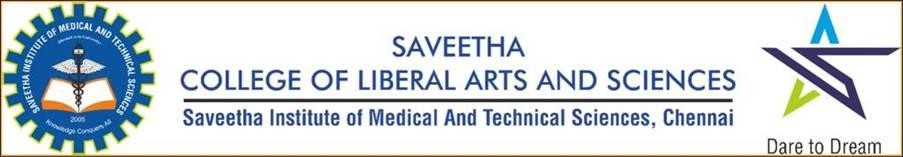 SAVEETHA INSTITUTE OF MEDICAL AND TECHNICAL SCIENCES
2005
Knowledge Conquers All
SAVEETHA
COLLEGE OF LIBERAL ARTS AND SCIENCES
Saveetha Institute of Medical And Technical Sciences, Chennai
Dare to Dream